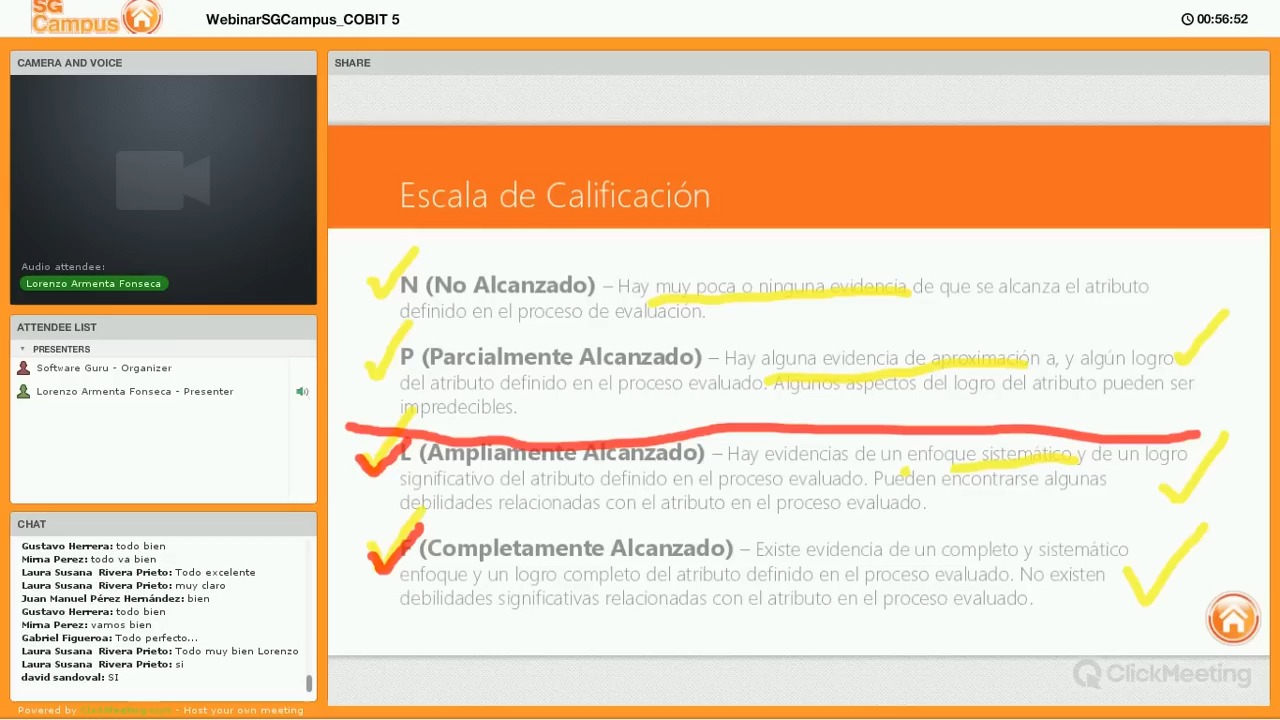 SG
Campus
WebinarSGCampus_COBIT 5
00:56:52
CAMERA AND VOICE
Audio attendee:
Lorenzo Armenta Fonseca
ATTENDEE LIST
PRESENTERS
Software Guru - Organizer
Lorenzo Armenta Fonseca - Presenter
CHAT
Gustavo Herrera: todo bien
Mirna Perez: todo va bien
Laura Susana Rivera Prieto: Todo excelente
Laura Susana Rivera Prieto: muy claro
Juan Manuel Pérez Hernández: bien
Gustavo Herrera: todo bien
Mirna Perez: vamos bien
Gabriel Figueroa: Todo perfecto...
Laura Susana Rivera Prieto: Todo muy bien Lorenzo
Laura Susana Rivera Prieto: si
david sandoval: SI
Powered by ClickMeeting.com - Host your own meeting
SHARE
Escala de Calificación
N (No Alcanzado) – Hay muy poca o ninguna evidencia de que se alcanza el atributo
definido en el proceso de evaluación.
P (Parcialmente Alcanzado) – Hay alguna evidencia de aproximación a, y algún logro
del atributo definido en el proceso evaluado. Algunos aspectos del logro del atributo pueden ser
impredecibles.
L (Ampliamente Alcanzado) – Hay evidencias de un enfoque sistemático y de un logro
significativo del atributo definido en el proceso evaluado. Pueden encontrarse algunas
debilidades relacionadas con el atributo en el proceso evaluado.
F (Completamente Alcanzado) – Existe evidencia de un completo y sistemático
enfoque y un logro completo del atributo definido en el proceso evaluado. No existen
debilidades significativas relacionadas con el atributo en el proceso evaluado.
ClickMeeting